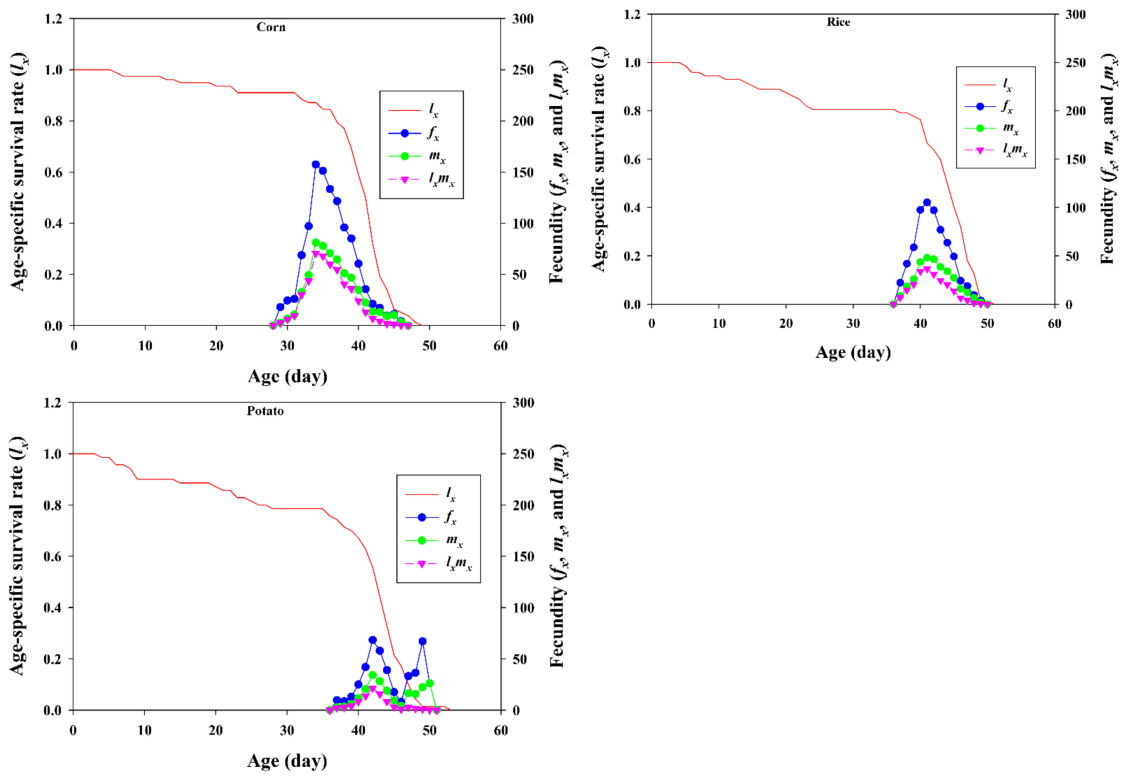 Corn
Age-specific survival rate (lx)
1.2
1.0
0.8
0.6
0.4
0.2
0.0
lx
fx
mx
lxmx
300
250
200
150
100
50
0
Fecundity (fx, mx, and lxmx)
0 10 20 30 40 50 60
Age (day)
Rice
Age-specific survival rate (lx)
1.2
1.0
0.8
0.6
0.4
0.2
0.0
lx
fx
mx
lxmx
300
250
200
150
100
50
0
Fecundity (fx, mx, and lxmx)
0 10 20 30 40 50 60
Age (day)
Potato
Age-specific survival rate (lx)
1.2
1.0
0.8
0.6
0.4
0.2
0.0
lx
fx
mx
lxmx
300
250
200
150
100
50
0
Fecundity (fx, mx, and lxmx)
0 10 20 30 40 50 60
Age (day)